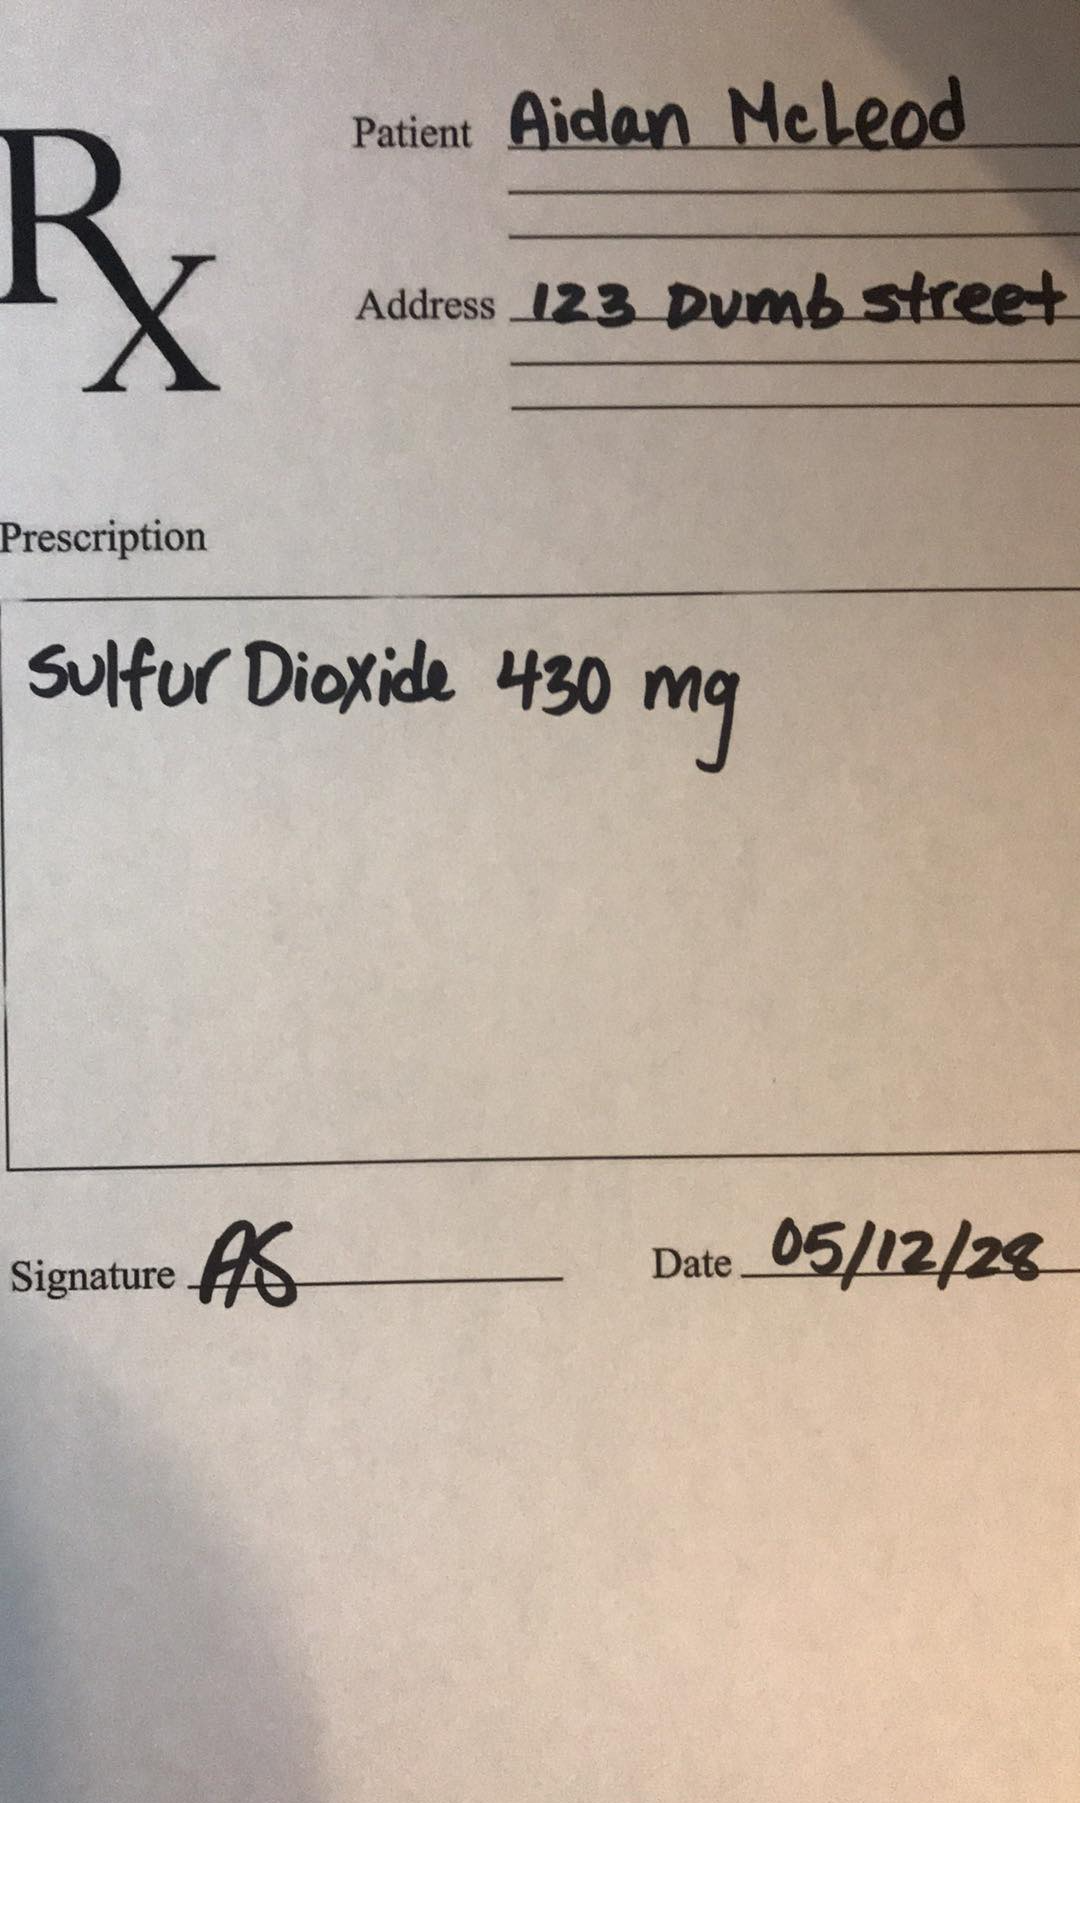 Rx
Patient Aidan McLeod
Address 123 Dumb street
Prescription
Sulfur Dioxide 430 mg
Signature AS Date 05/12/28